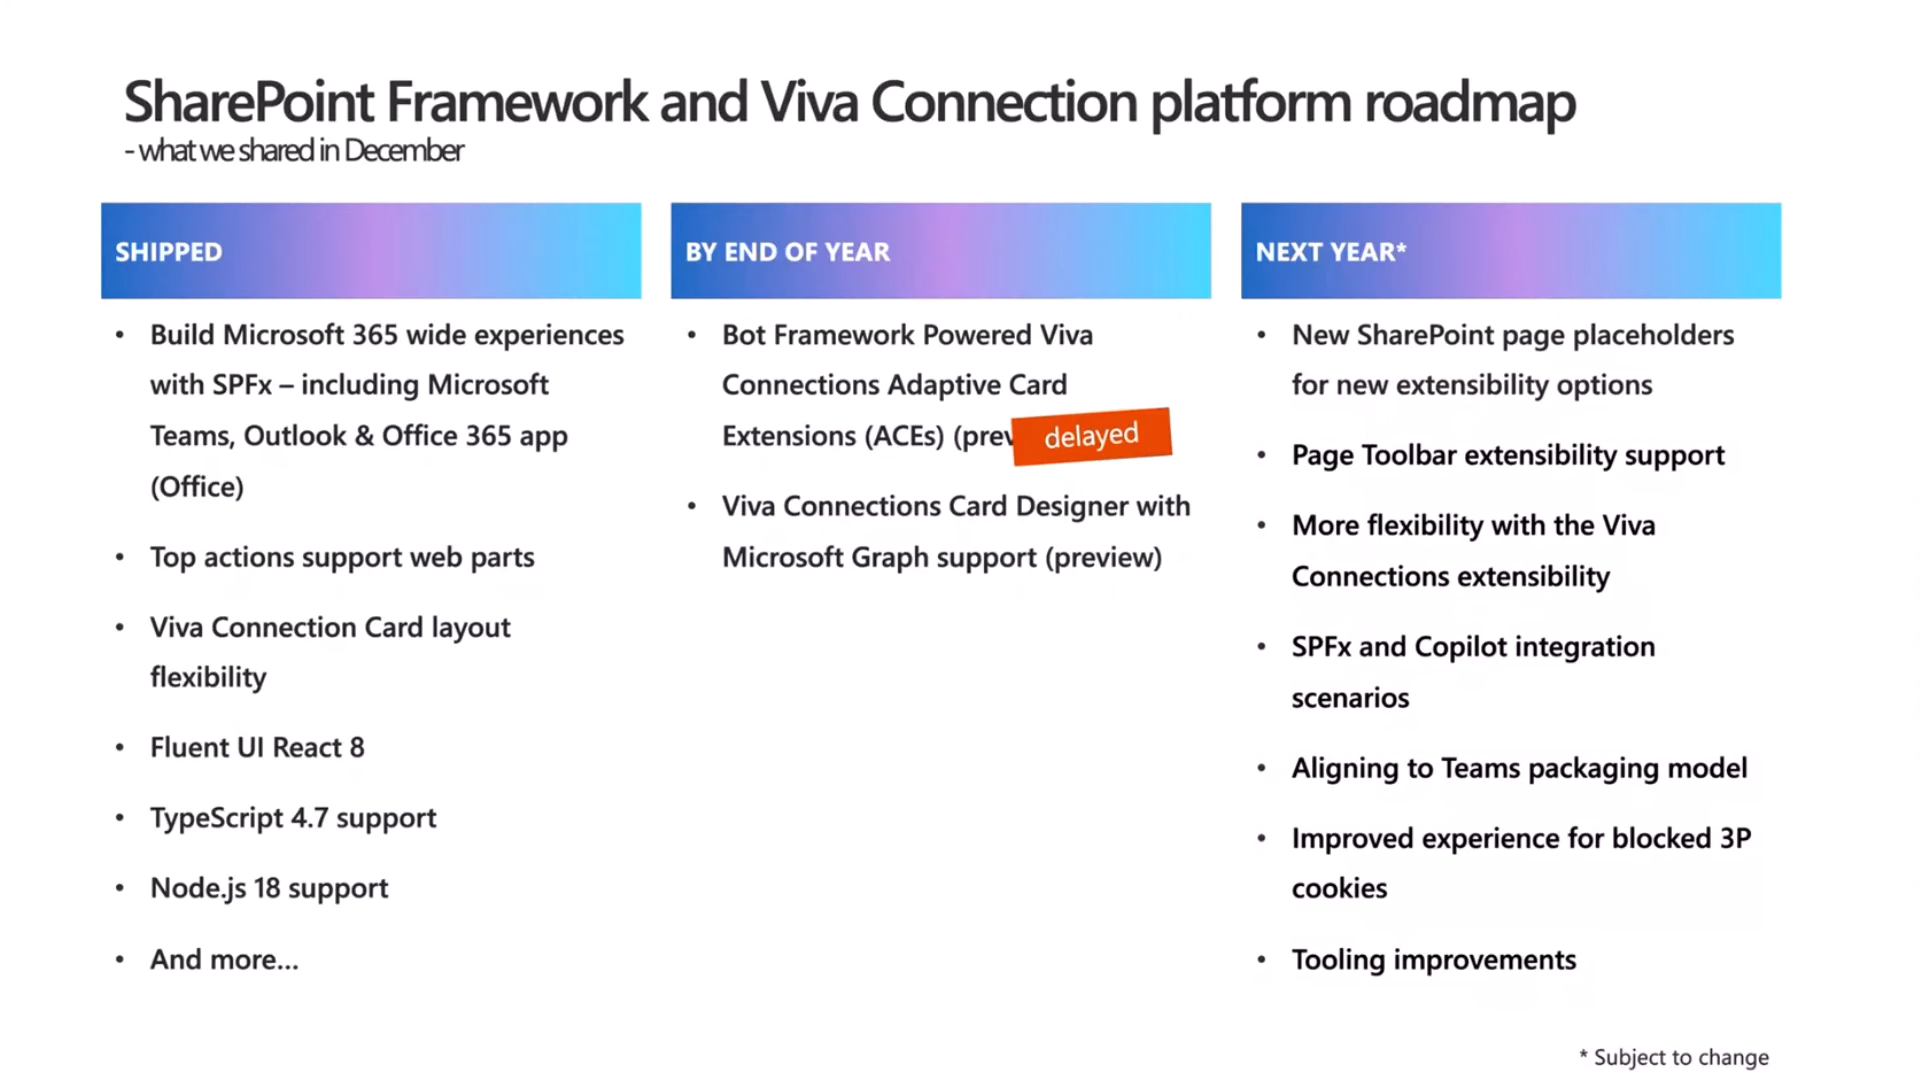 SharePoint Framework and Viva Connection platform roadmap
- what we shared in December
SHIPPED
• Build Microsoft 365 wide experiences
with SPFx – including Microsoft
Teams, Outlook & Office 365 app
(Office)
• Top actions support web parts
• Viva Connection Card layout
flexibility
• Fluent UI React 8
• TypeScript 4.7 support
• Node.js 18 support
• And more...
BY END OF YEAR
• Bot Framework Powered Viva
Connections Adaptive Card
Extensions (ACEs)
delayed
• Viva Connections Card Designer with
Microsoft Graph support (preview)
NEXT YEAR*
• New SharePoint page placeholders
for new extensibility options
• Page Toolbar extensibility support
• More flexibility with the Viva
Connections extensibility
• SPFx and Copilot integration
scenarios
• Aligning to Teams packaging model
• Improved experience for blocked 3P
cookies
• Tooling improvements
* Subject to change